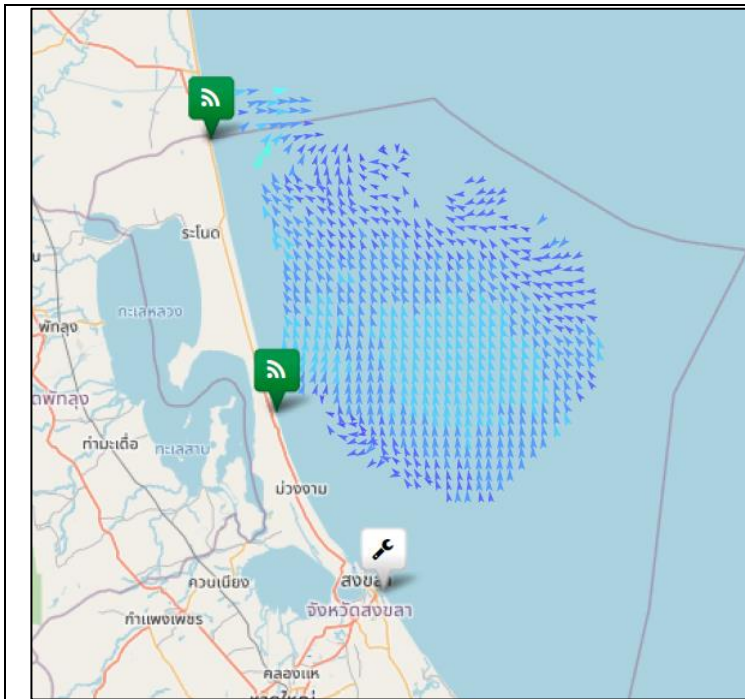 ระโนด
น
ทะเลหลวง
พัทลุง
ดพัทลุง
ท่ามะเดื่อ
ทะเลสาบ
ม่วงงาม
ควนเนียง
สงขลา
จังหวัดสงขลา
กำแพงเพชร
คลองแห